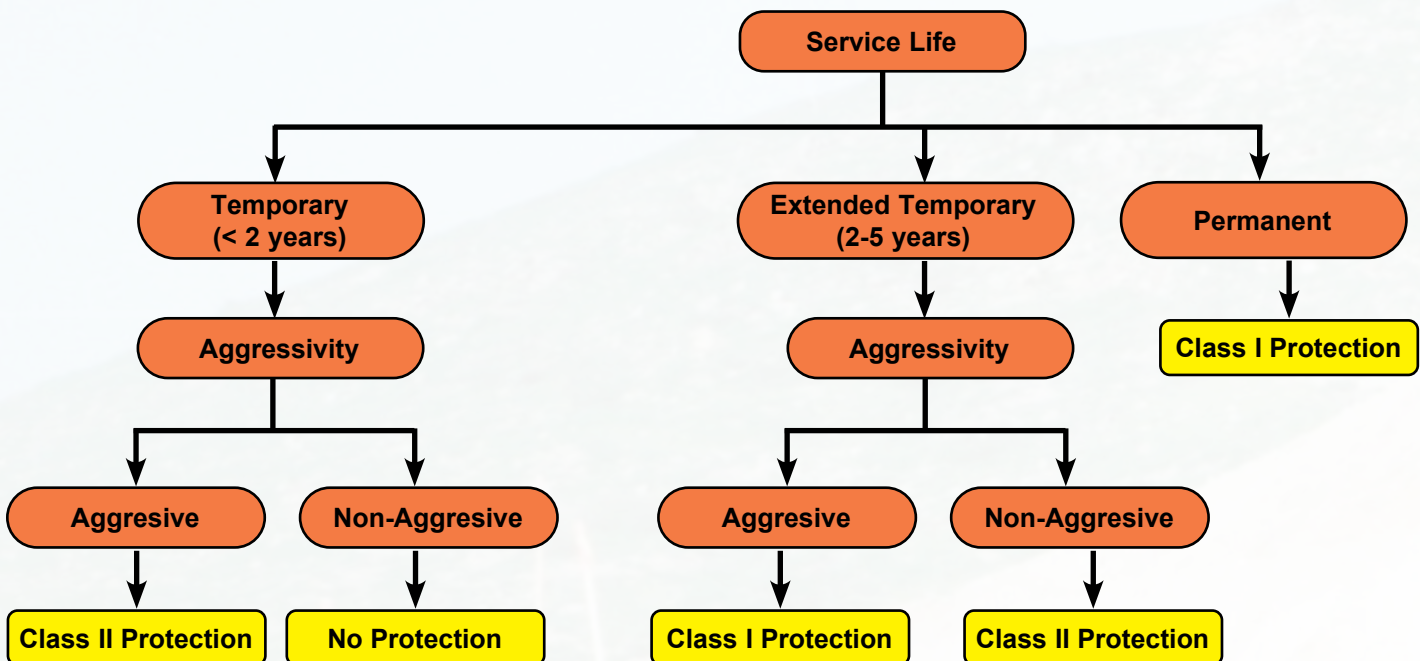 Service Life
Temporary
(< 2 years)
Extended Temporary
(2-5 years)
Permanent
Aggressivity
Aggressivity
Class I Protection
Aggresive
Non-Aggresive
Aggresive
Non-Aggresive
Class II Protection
No Protection
Class I Protection
Class II Protection